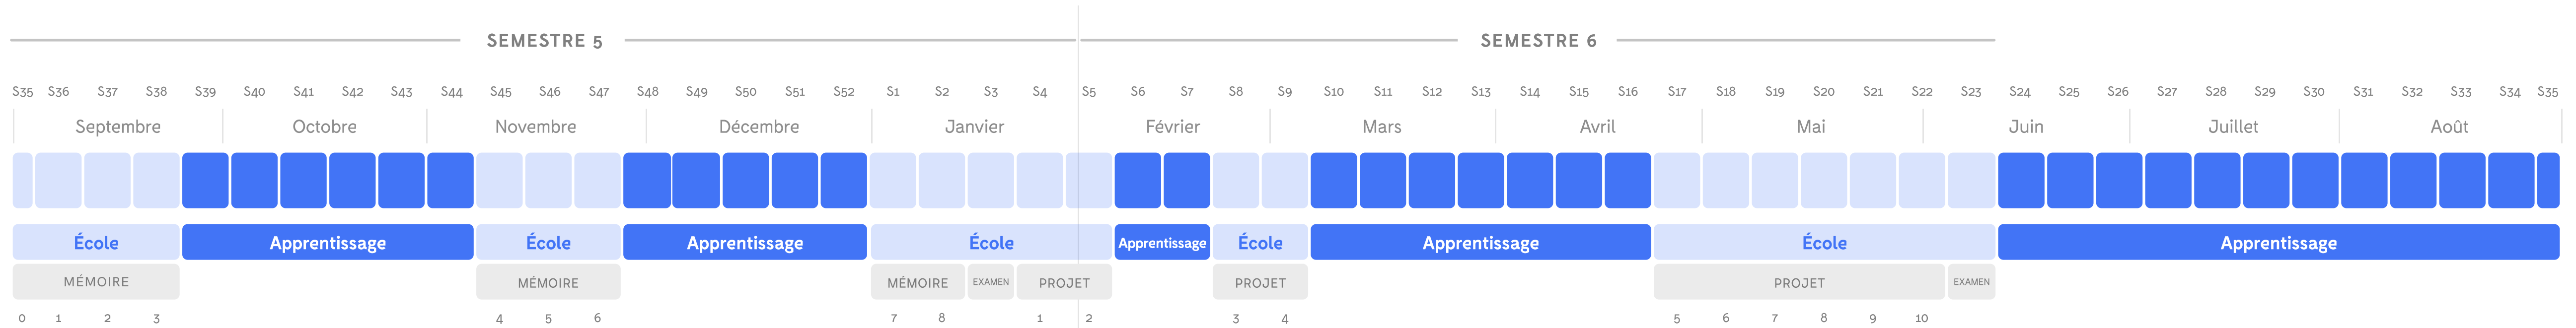 SEMESTRE 5 SEMESTRE 6
S35 S36 S37 S38 S39 S40 S41 S42 S43 S44 S45 S46 S47 S48 S49 S50 S51 S52 S1 S2 S3 S4 S5 S6 S7 S8 S9 S10 S11 S12 S13 S14 S15 S16 S17 S18 S19 S20 S21 S22 S23 S24 S25 S26 S27 S28 S29 S30 S31 S32 S33 S34 S35
Septembre Octobre Novembre Décembre Janvier Février Mars Avril Mai Juin Juillet Août
École Apprentissage École Apprentissage École Apprentissage École Apprentissage École Apprentissage
MÉMOIRE MÉMOIRE MÉMOIRE EXAMEN PROJET PROJET PROJET EXAMEN
0 1 2 3 4 5 6 7 8 1 2 3 4 5 6 7 8 9 10